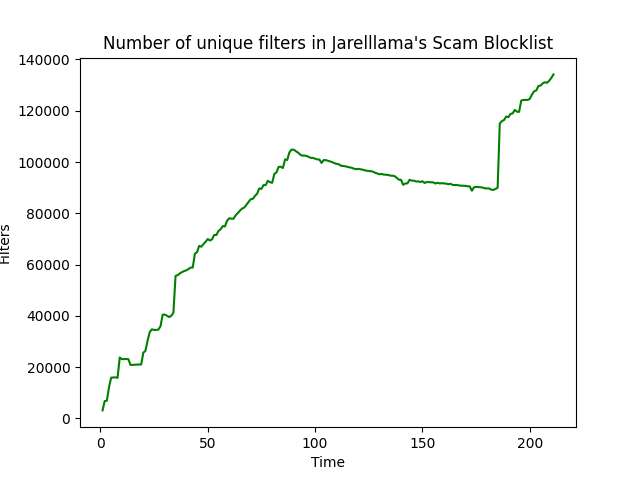 Number of unique filters in Jarelllama's Scam Blocklist
140000
120000
100000
80000
60000
40000
20000
0
Filters
0 50 100 150 200
Time